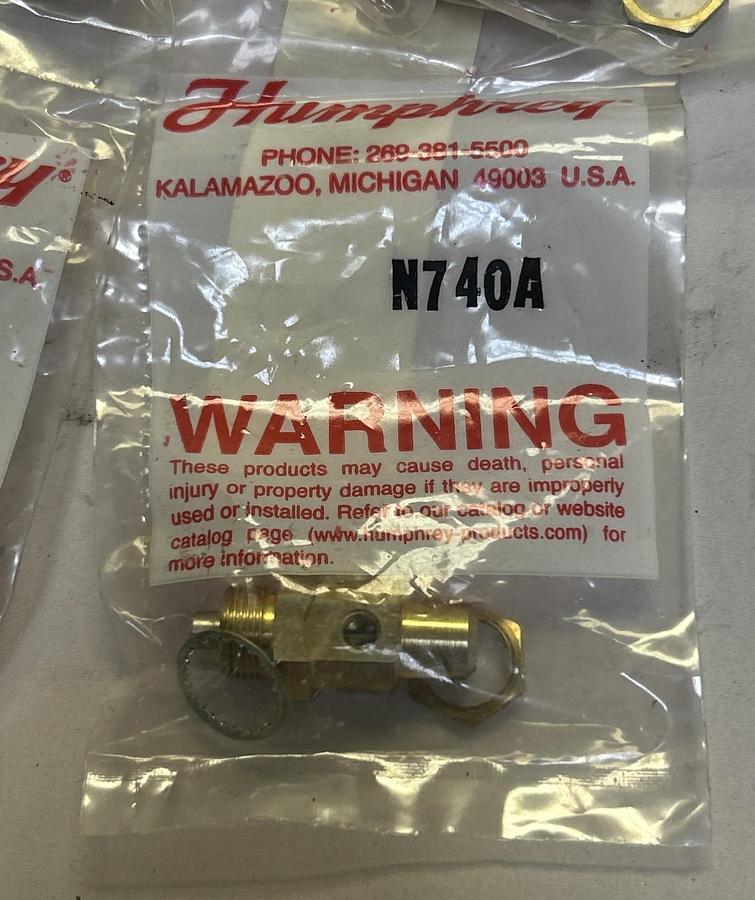 Humphrey
PHONE: 269-381-5500
KALAMAZOO, MICHIGAN 49003 U.S.A.
N740A
WARNING
These products may cause death, personal
injury or property damage if they are improperly
used or installed. Refer to our catalog or website
catalog page (www.humphrey-products.com) for
more information.
ey®
S.A